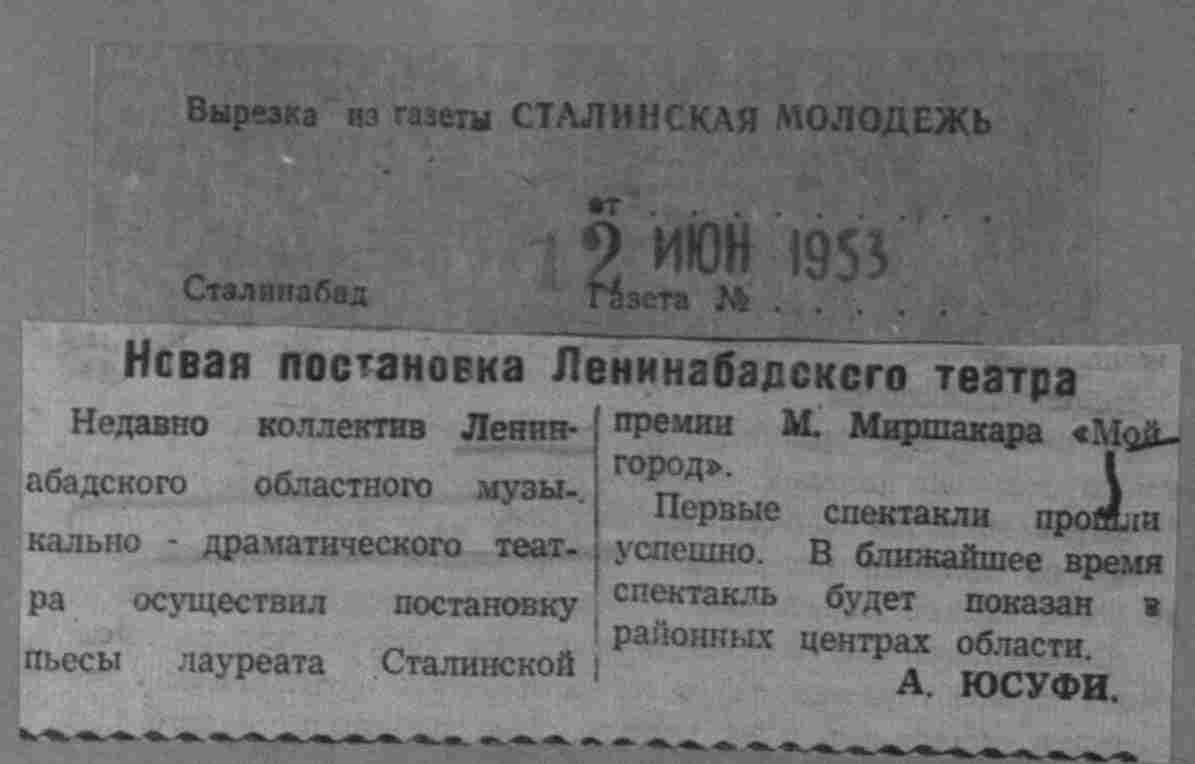 Вырезка из газеты СТАЛИНСКАЯ МОЛОДЕЖЬ
от . . . . . . . . . .
12 ИЮН 1953
Сталинабад Газета № . . . . . .
Новая постановка Ленинабадского театра
Недавно коллектив Ленин-
абадского областного музы-
кально - драматического теат-
ра осуществил постановку
пьесы лауреата Сталинской
премии М. Миршакара «Мой
город».
Первые спектакли прошли
успешно. В ближайшее время
спектакль будет показан в
районных центрах области.
А. ЮСУФИ.